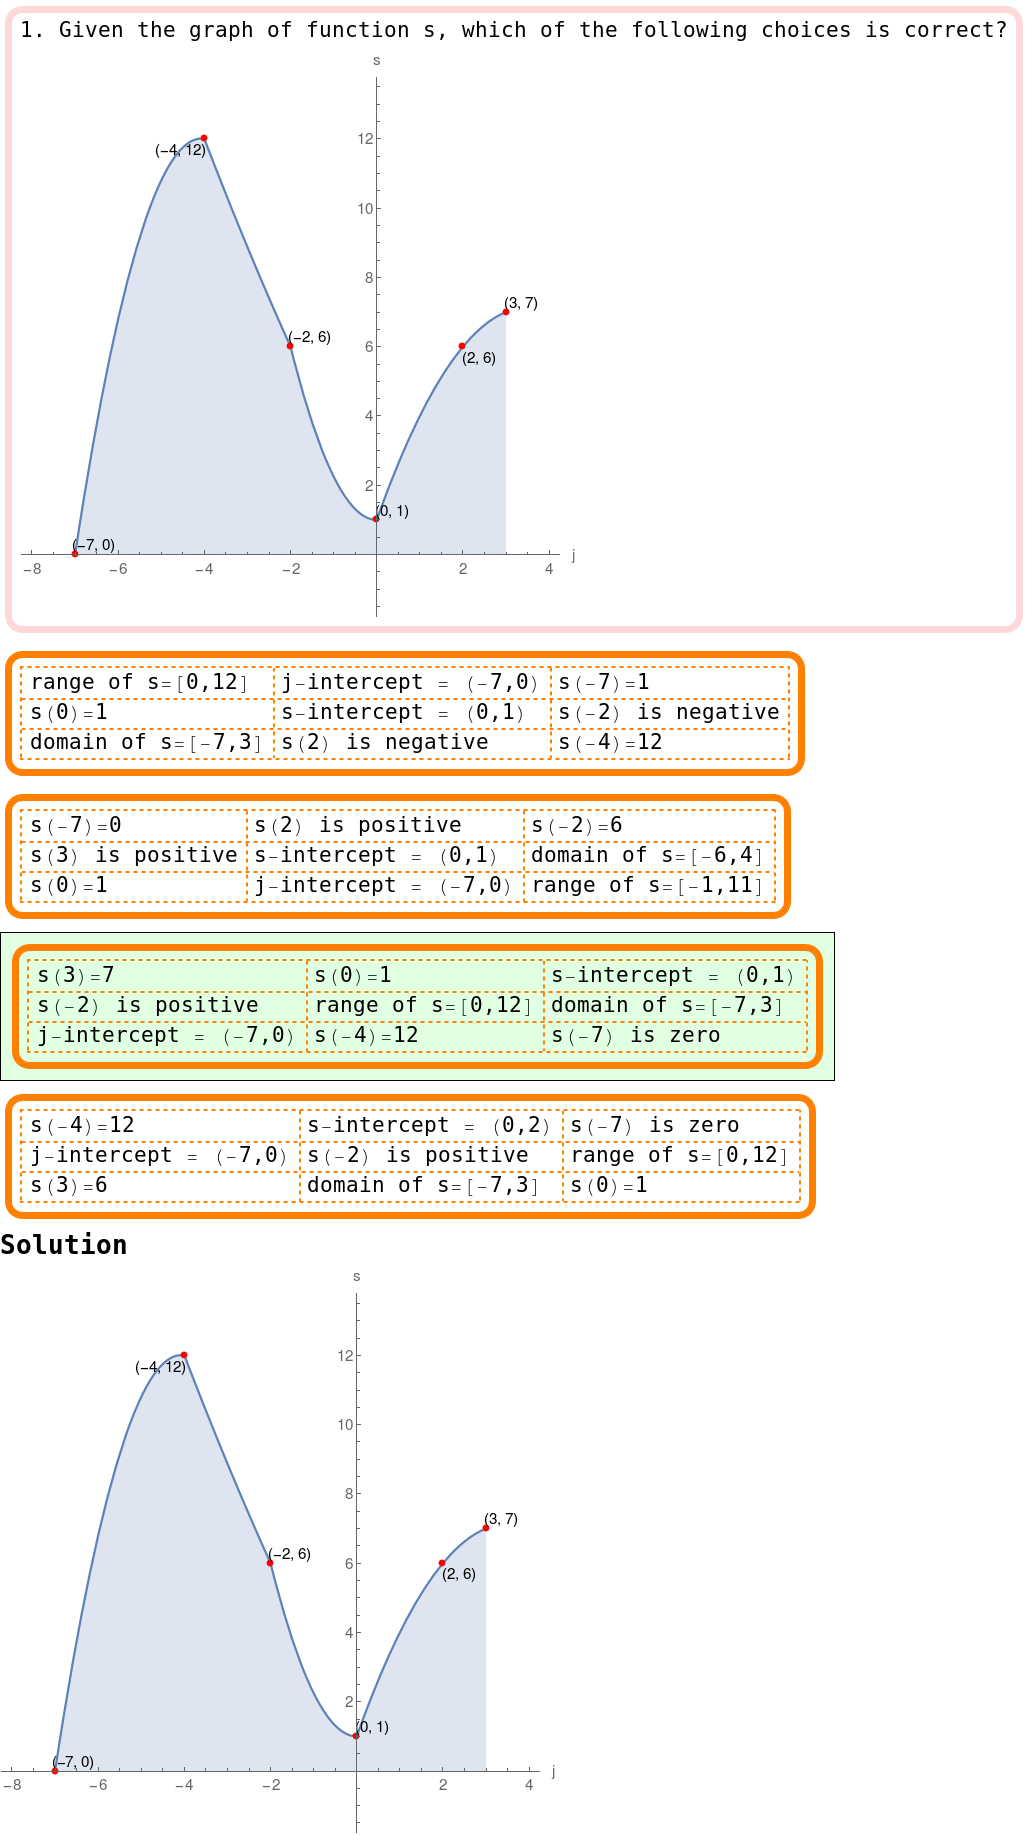 1. Given the graph of function s, which of the following choices is correct?
s
12
(−4, 12)
10
8
(3, 7)
(−2, 6)
6
(2, 6)
4
2
(0, 1)
(−7, 0)
j
−8 −6 −4 −2 2 4
range of s=[0,12] j-intercept = (-7,0) s(-7)=1
s(0)=1 s-intercept = (0,1) s(-2) is negative
domain of s=[-7,3] s(2) is negative s(-4)=12
s(-7)=0 s(2) is positive s(-2)=6
s(3) is positive s-intercept = (0,1) domain of s=[-6,4]
s(0)=1 j-intercept = (-7,0) range of s=[-1,11]
s(3)=7 s(0)=1 s-intercept = (0,1)
s(-2) is positive range of s=[0,12] domain of s=[-7,3]
j-intercept = (-7,0) s(-4)=12 s(-7) is zero
s(-4)=12 s-intercept = (0,2) s(-7) is zero
j-intercept = (-7,0) s(-2) is positive range of s=[0,12]
s(3)=6 domain of s=[-7,3] s(0)=1
Solution
s
12
(−4, 12)
10
8
(3, 7)
(−2, 6)
6
(2, 6)
4
2
(0, 1)
(−7, 0)
j
−8 −6 −4 −2 2 4